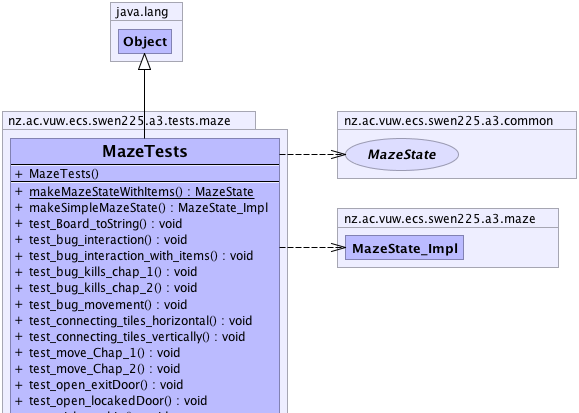 java.lang
Object
nz.ac.vuw.ecs.swen225.a3.tests.maze
MazeTests
+ MazeTests()
+ makeMazeStateWithItems() : MazeState
+ makeSimpleMazeState() : MazeState_Impl
+ test_Board_toString() : void
+ test_bug_interaction() : void
+ test_bug_interaction_with_items() : void
+ test_bug_kills_chap_1() : void
+ test_bug_kills_chap_2() : void
+ test_bug_movement() : void
+ test_connecting_tiles_horizontal() : void
+ test_connecting_tiles_vertically() : void
+ test_move_Chap_1() : void
+ test_move_Chap_2() : void
+ test_open_exitDoor() : void
+ test_open_locakedDoor() : void
nz.ac.vuw.ecs.swen225.a3.common
MazeState
nz.ac.vuw.ecs.swen225.a3.maze
MazeState_Impl